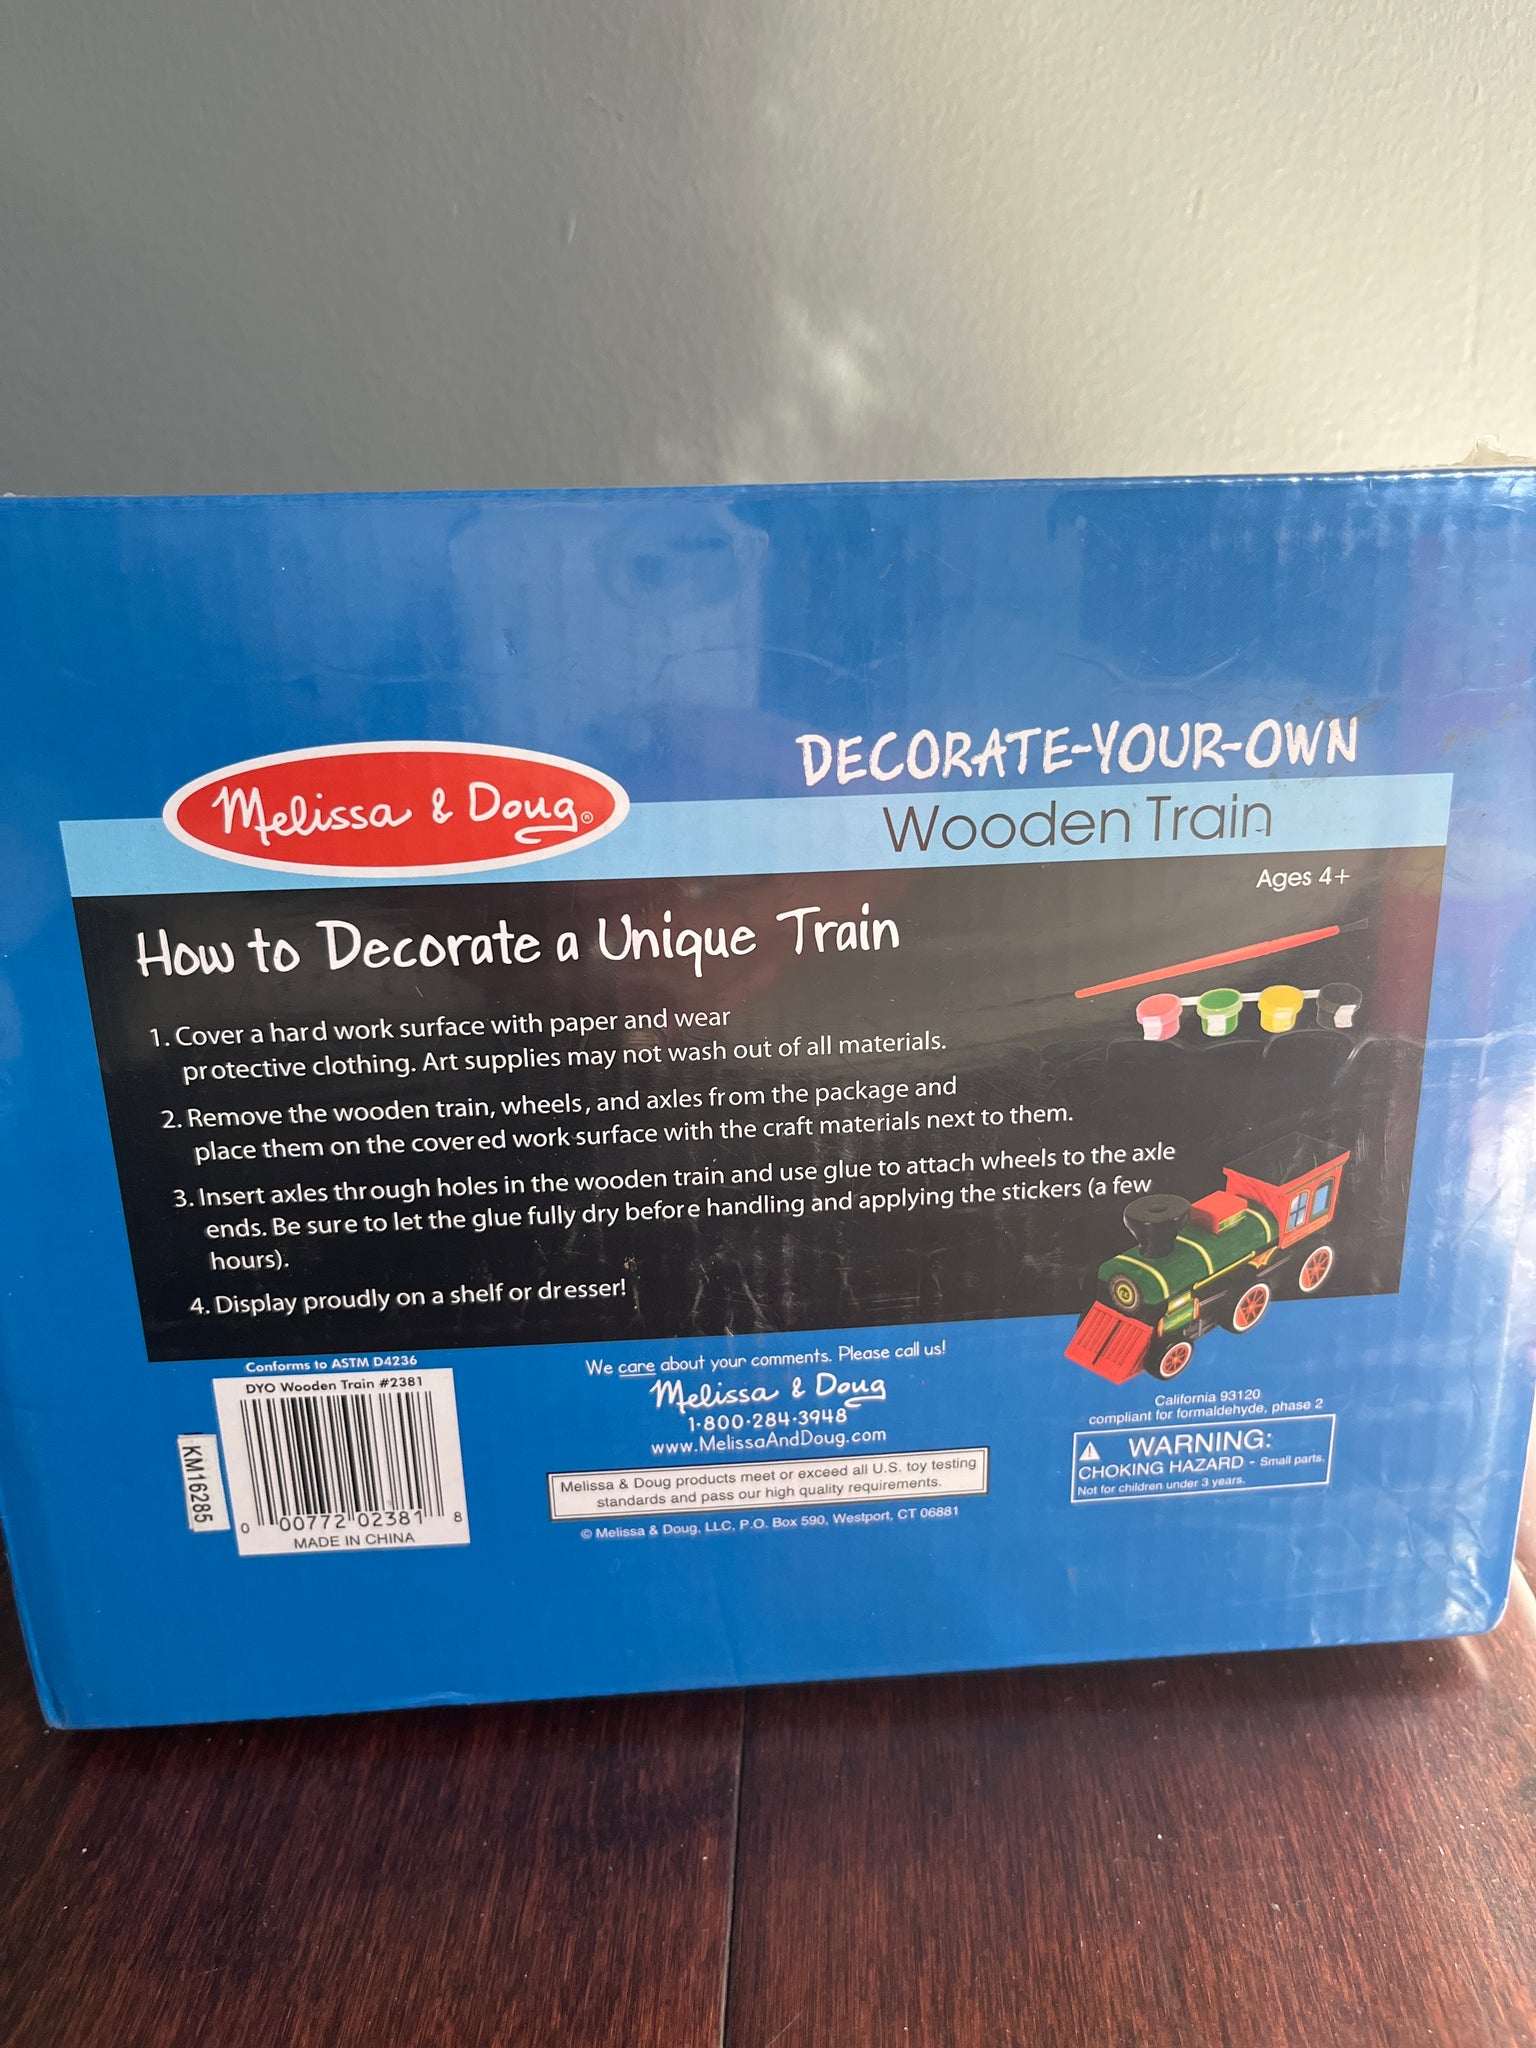 DECORATE-YOUR-OWN
Melissa & Doug®
Wooden Train
Ages 4+
How to Decorate a Unique Train
1. Cover a hard work surface with paper and wear
protective clothing. Art supplies may not wash out of all materials.
2. Remove the wooden train, wheels, and axles from the package and
place them on the covered work surface with the craft materials next to them.
3. Insert axles through holes in the wooden train and use glue to attach wheels to the axle
ends. Be sure to let the glue fully dry before handling and applying the stickers (a few
hours).
4. Display proudly on a shelf or dresser!
Conforms to ASTM D4236
DYO Wooden Train #2381
KM16285
0 00772 02381 8
MADE IN CHINA
We care about your comments. Please call us!
Melissa & Doug
1-800-284-3948
www.MelissaAndDoug.com
Melissa & Doug products meet or exceed all U.S. toy testing
standards and pass our high quality requirements.
© Melissa & Doug, LLC, P.O. Box 590, Westport, CT 06881
California 93120
compliant for formaldehyde, phase 2
WARNING:
CHOKING HAZARD - Small parts.
Not for children under 3 years.